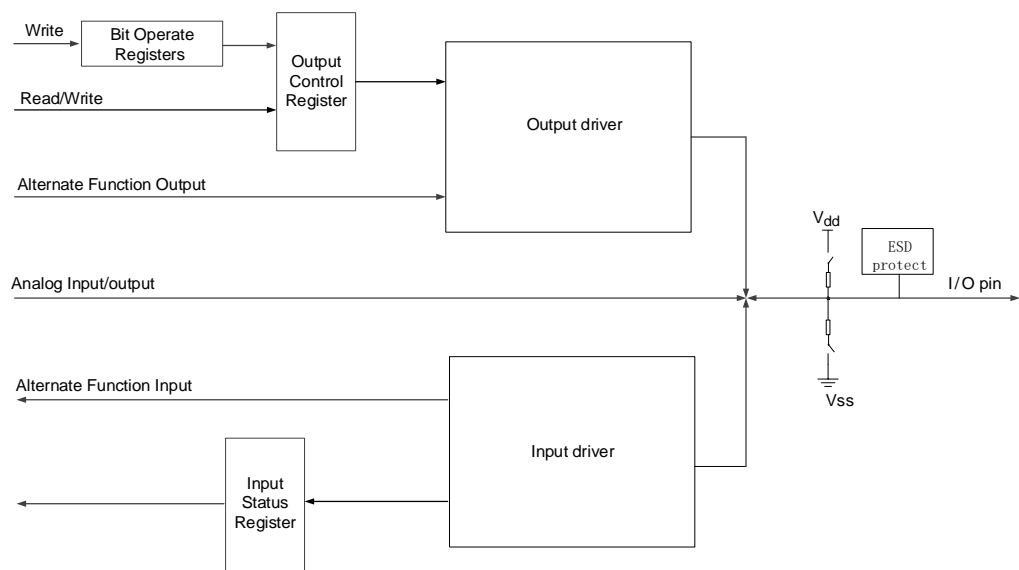 Write
Bit Operate
Registers
Output
Control
Register
Read/Write
Output driver
Alternate Function Output
Vdd
ESD
protect
Analog Input/output
I/O pin
Alternate Function Input
Vss
Input driver
Input
Status
Register